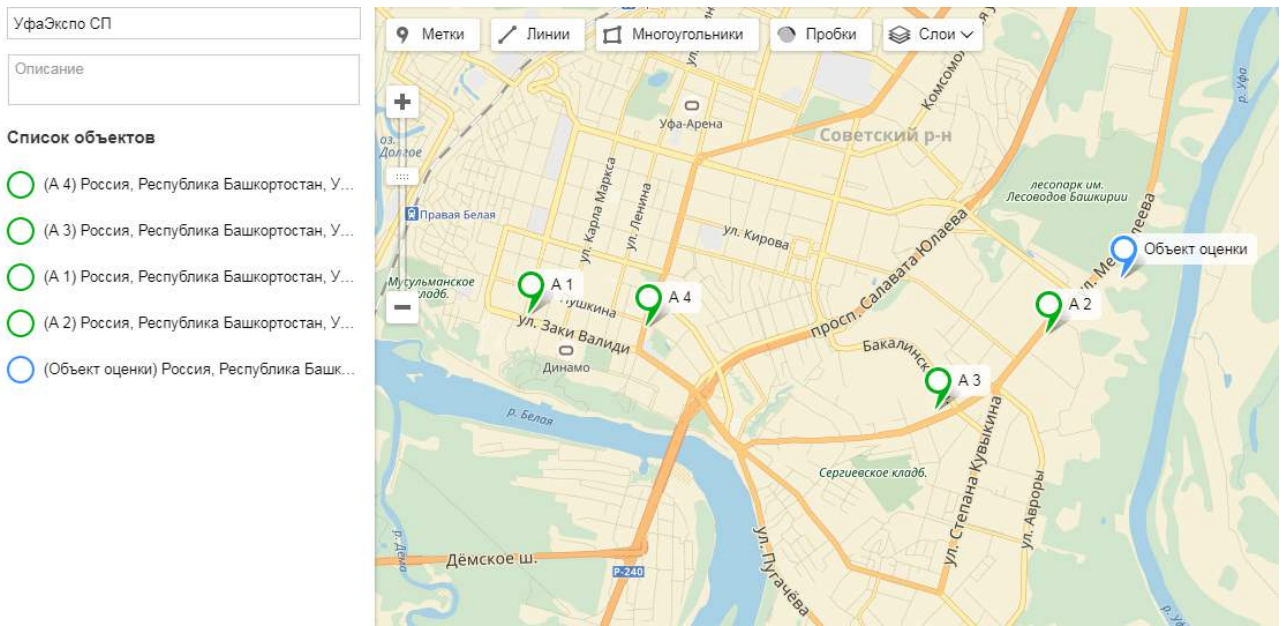 УфаЭкспо СП
Описание
Список объектов
(А 4) Россия, Республика Башкортостан, У...
(А 3) Россия, Республика Башкортостан, У...
(А 1) Россия, Республика Башкортостан, У...
(А 2) Россия, Республика Башкортостан, У...
(Объект оценки) Россия, Республика Башк...
Метки
Линии
Многоугольники
Пробки
Слои
Уфа-Арена
Советский р-н
оз.
Долгое
Правая Белая
ул. Карла Маркса
ул. Ленина
ул. Кирова
просп. Салавата Юлаева
лесопарк им.
Лесоводов Башкирии
р. Уфа
Объект оценки
Мусульманское
кладб.
А 1
А 4
А 2
А 3
ул. Заки Валиди
Динамо
р. Белая
Сергиевское кладб.
ул. Степана Кувыкина
ул. Авроры
ул. Пугачёва
Дёмское ш.
Р-240
р. Дёма